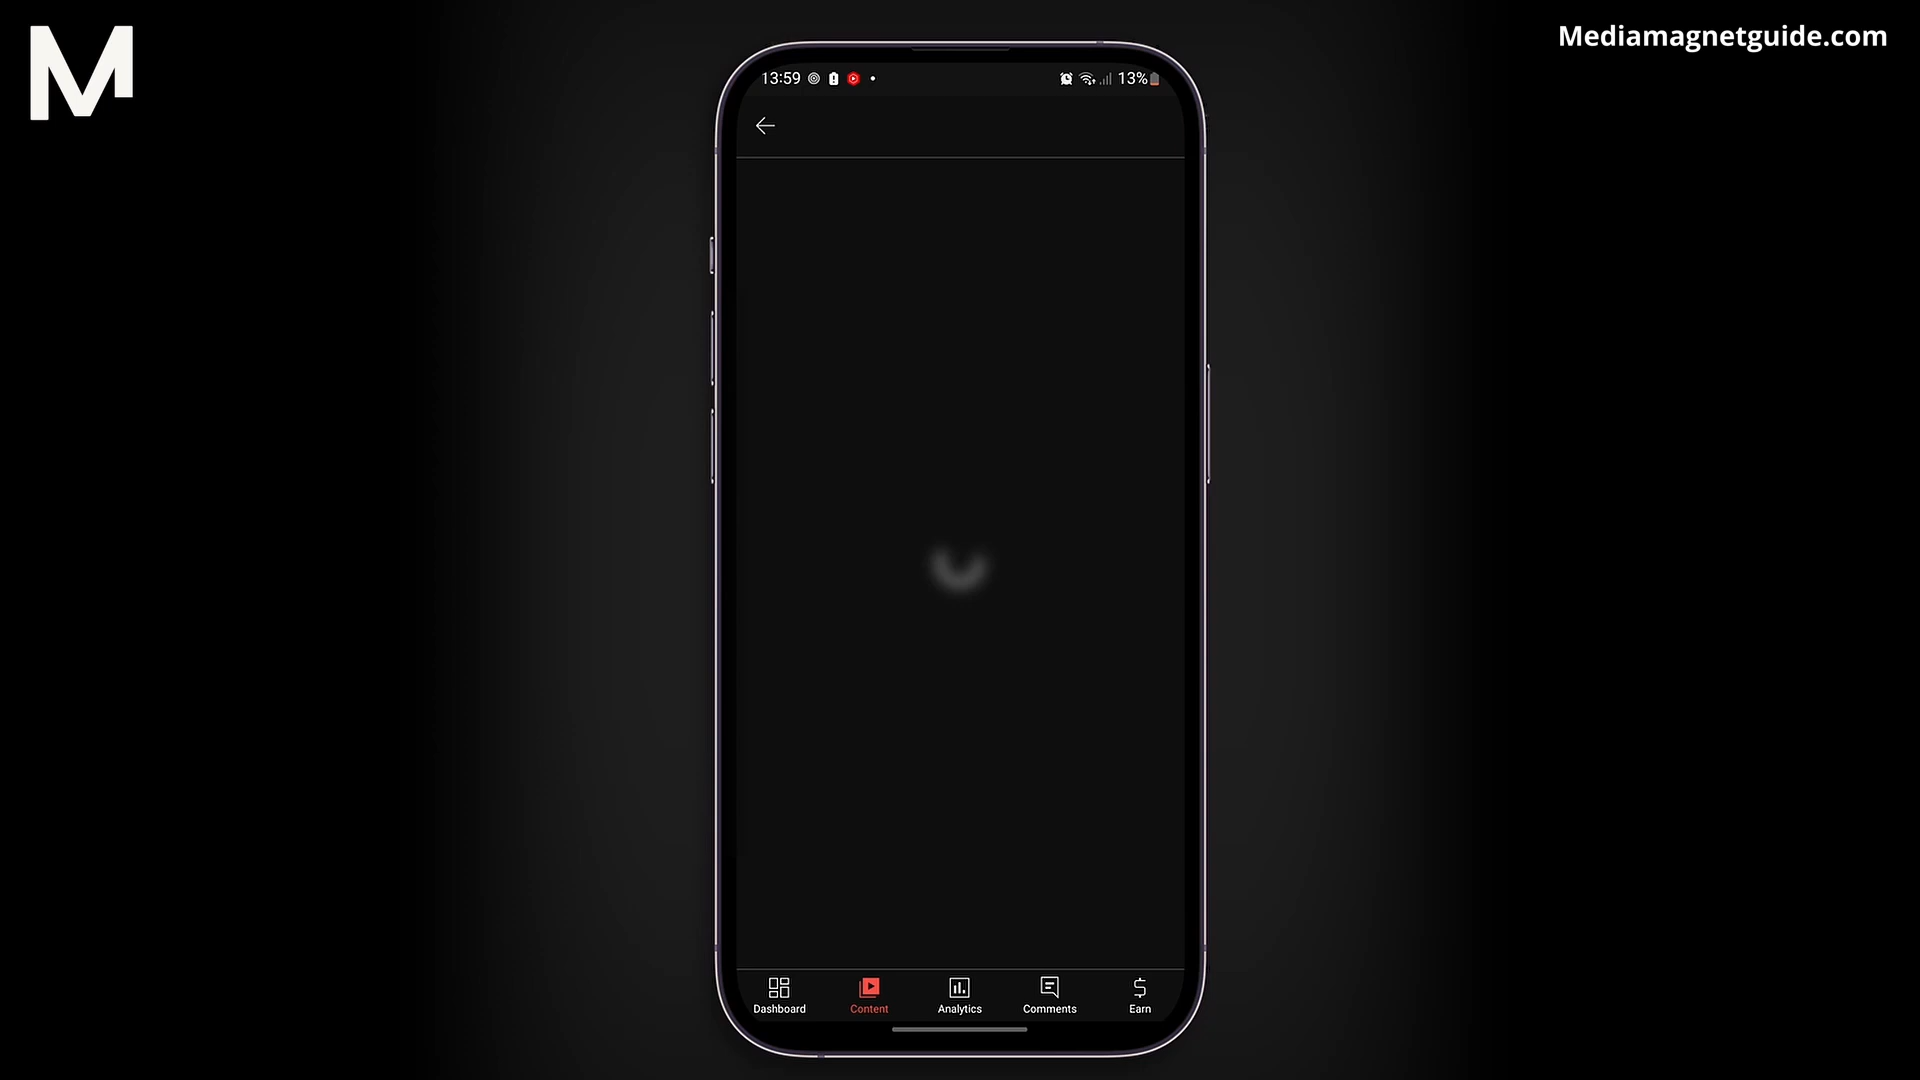 M
Mediamagnetguide.com
13:59
13%
Dashboard
Content
Analytics
Comments
Earn